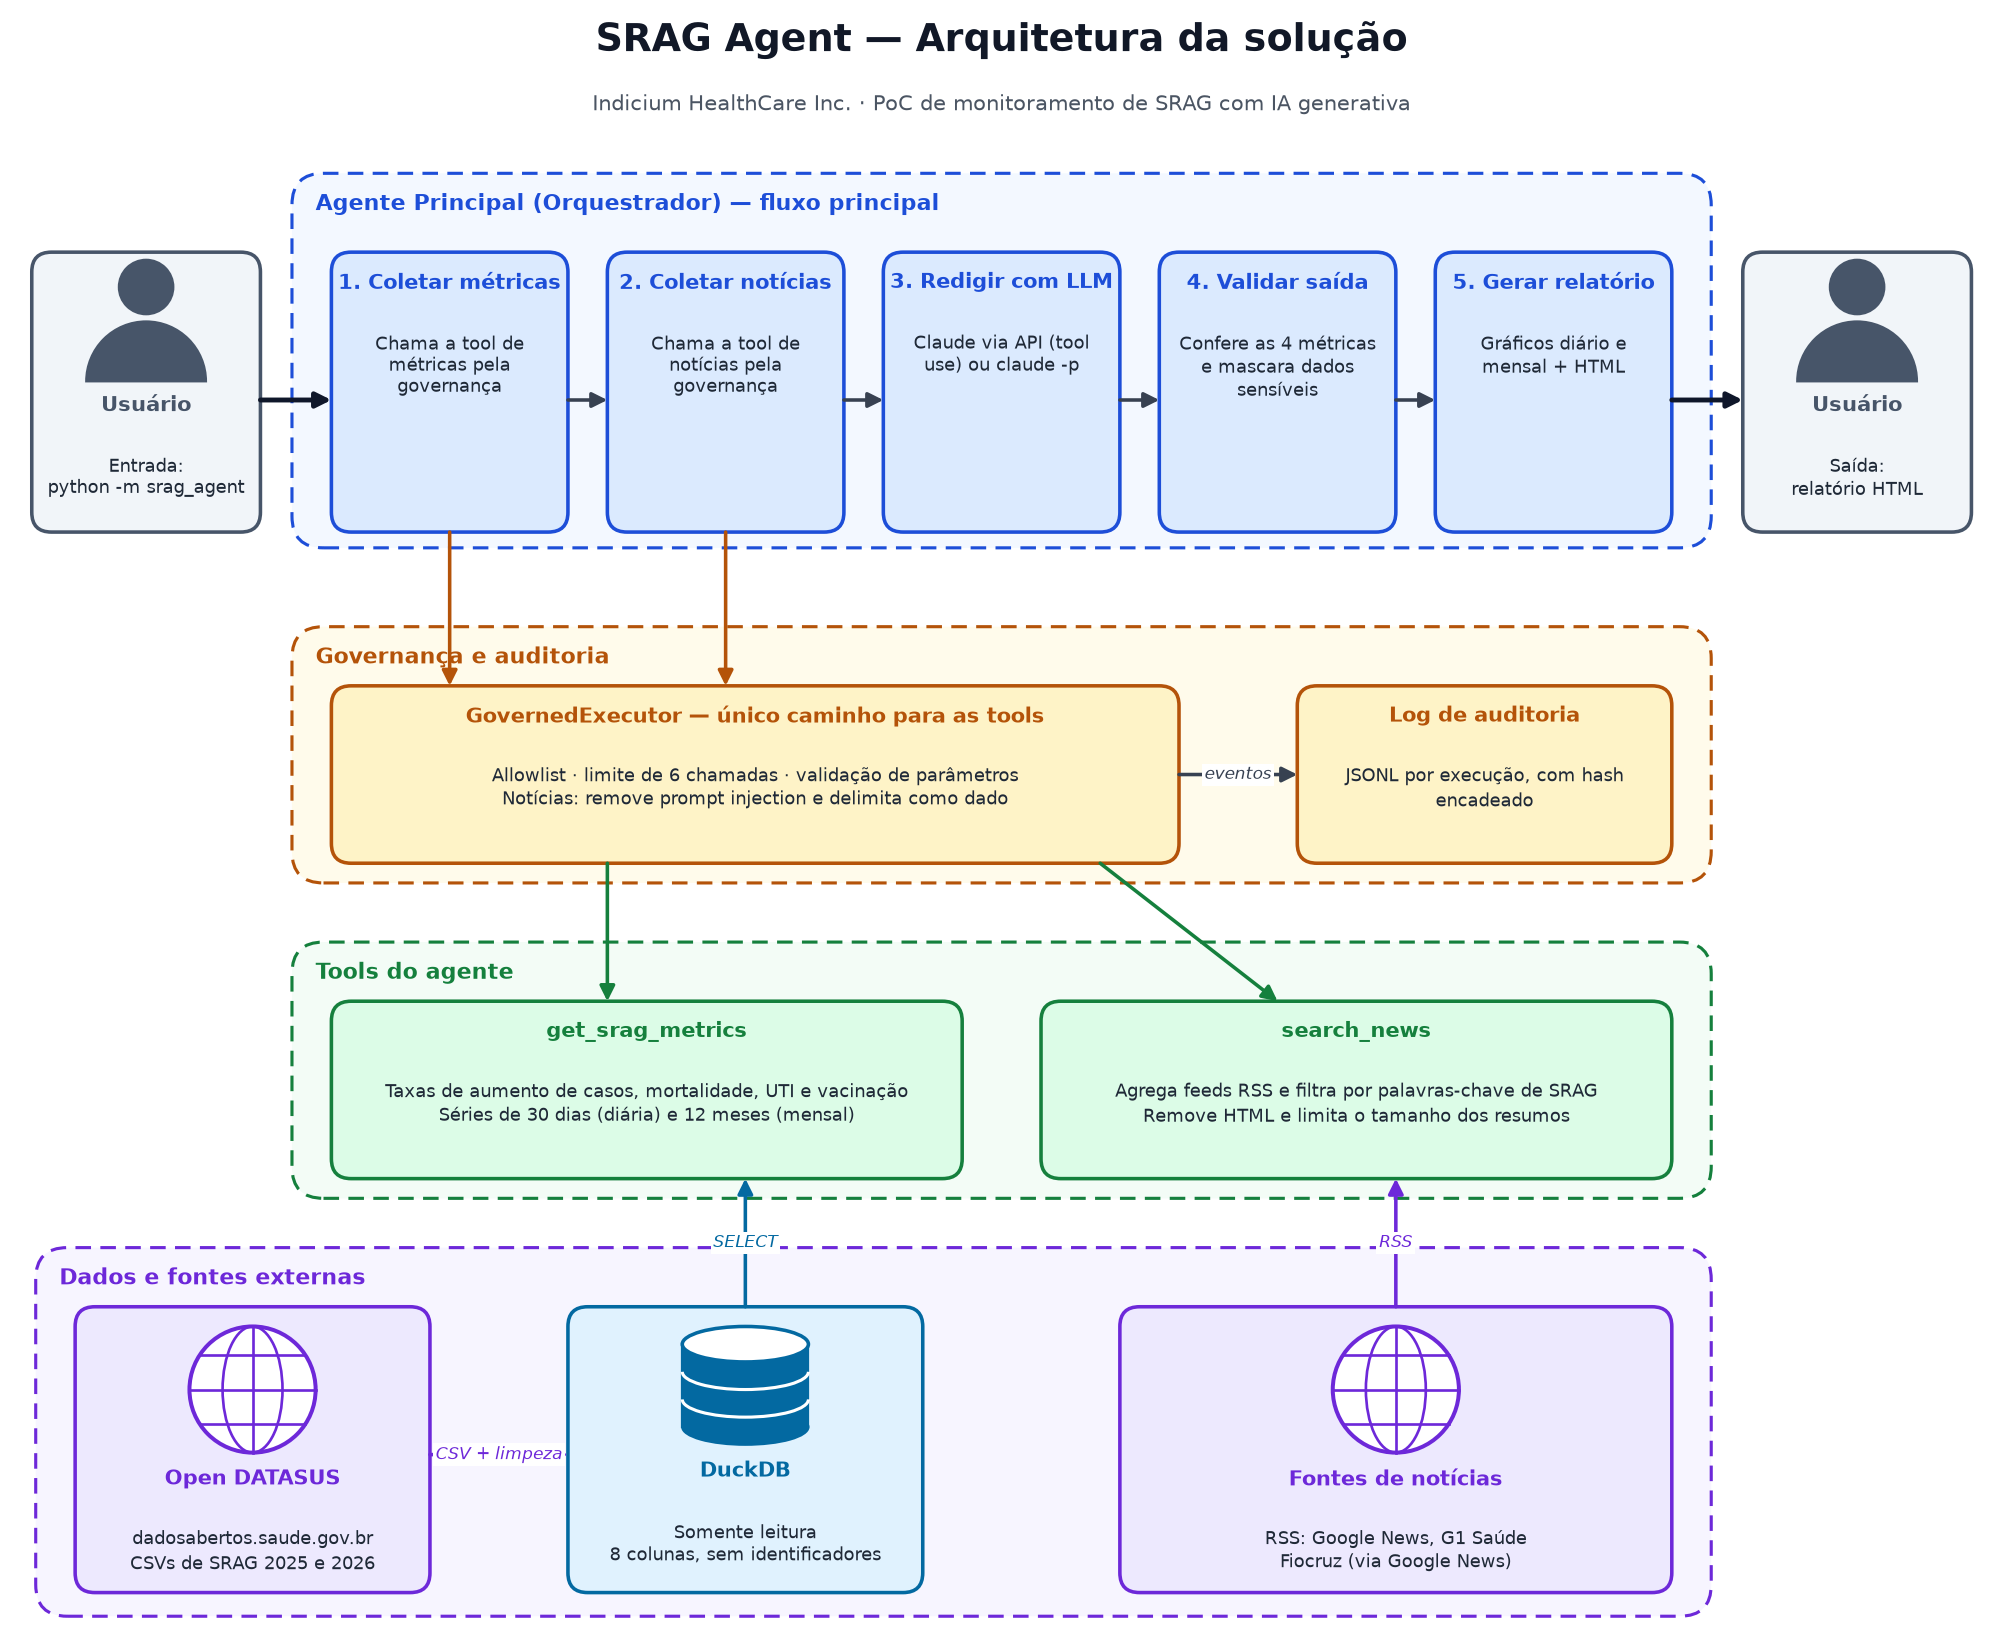 SRAG Agent — Arquitetura da solução
Indicium HealthCare Inc. · PoC de monitoramento de SRAG com IA generativa
Agente Principal (Orquestrador) — fluxo principal
Usuário
Entrada:
python -m srag_agent
1. Coletar métricas
Chama a tool de
métricas pela
governança
2. Coletar notícias
Chama a tool de
notícias pela
governança
3. Redigir com LLM
Claude via API (tool
use) ou claude -p
4. Validar saída
Confere as 4 métricas
e mascara dados
sensíveis
5. Gerar relatório
Gráficos diário e
mensal + HTML
Usuário
Saída:
relatório HTML
Governança e auditoria
GovernedExecutor — único caminho para as tools
Allowlist · limite de 6 chamadas · validação de parâmetros
Notícias: remove prompt injection e delimita como dado
eventos
Log de auditoria
JSONL por execução, com hash
encadeado
Tools do agente
get_srag_metrics
Taxas de aumento de casos, mortalidade, UTI e vacinação
Séries de 30 dias (diária) e 12 meses (mensal)
search_news
Agrega feeds RSS e filtra por palavras-chave de SRAG
Remove HTML e limita o tamanho dos resumos
SELECT
RSS
Dados e fontes externas
Open DATASUS
dadosabertos.saude.gov.br
CSVs de SRAG 2025 e 2026
CSV + limpeza
DuckDB
Somente leitura
8 colunas, sem identificadores
Fontes de notícias
RSS: Google News, G1 Saúde
Fiocruz (via Google News)